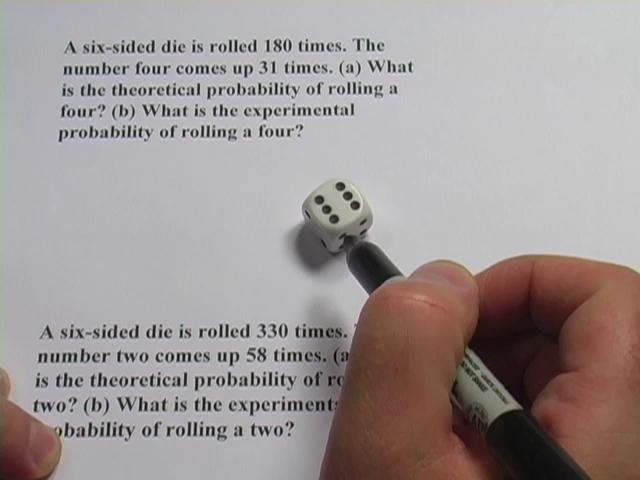 A six-sided die is rolled 180 times. The
number four comes up 31 times. (a) What
is the theoretical probability of rolling a
four? (b) What is the experimental
probability of rolling a four?
A six-sided die is rolled 330 times.
number two comes up 58 times. (a
is the theoretical probability of ro
two? (b) What is the experimenta
obability of rolling a two?